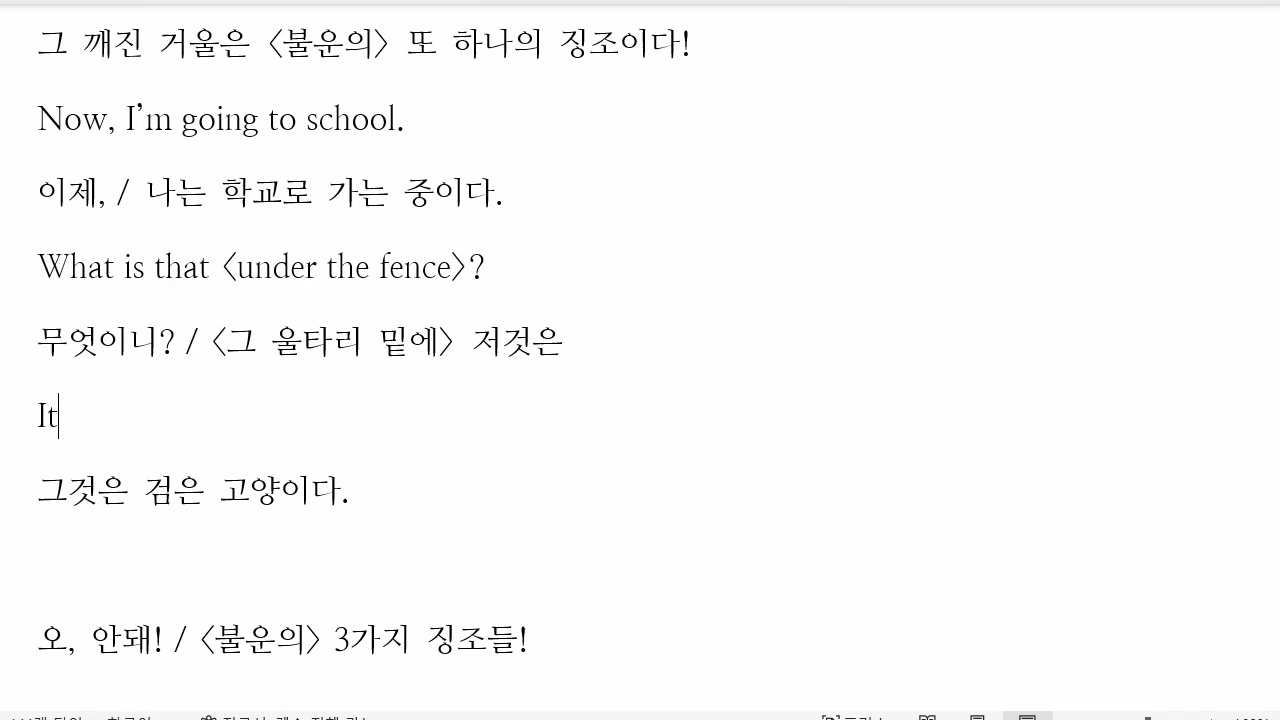 그 깨진 거울은 〈불운의〉 또 하나의 징조이다!
Now, I’m going to school.
이제, / 나는 학교로 가는 중이다.
What is that 〈under the fence〉?
무엇이니? / 〈그 울타리 밑에〉 저것은
It
그것은 검은 고양이다.
오, 안돼! / 〈불운의〉 3가지 징조들!